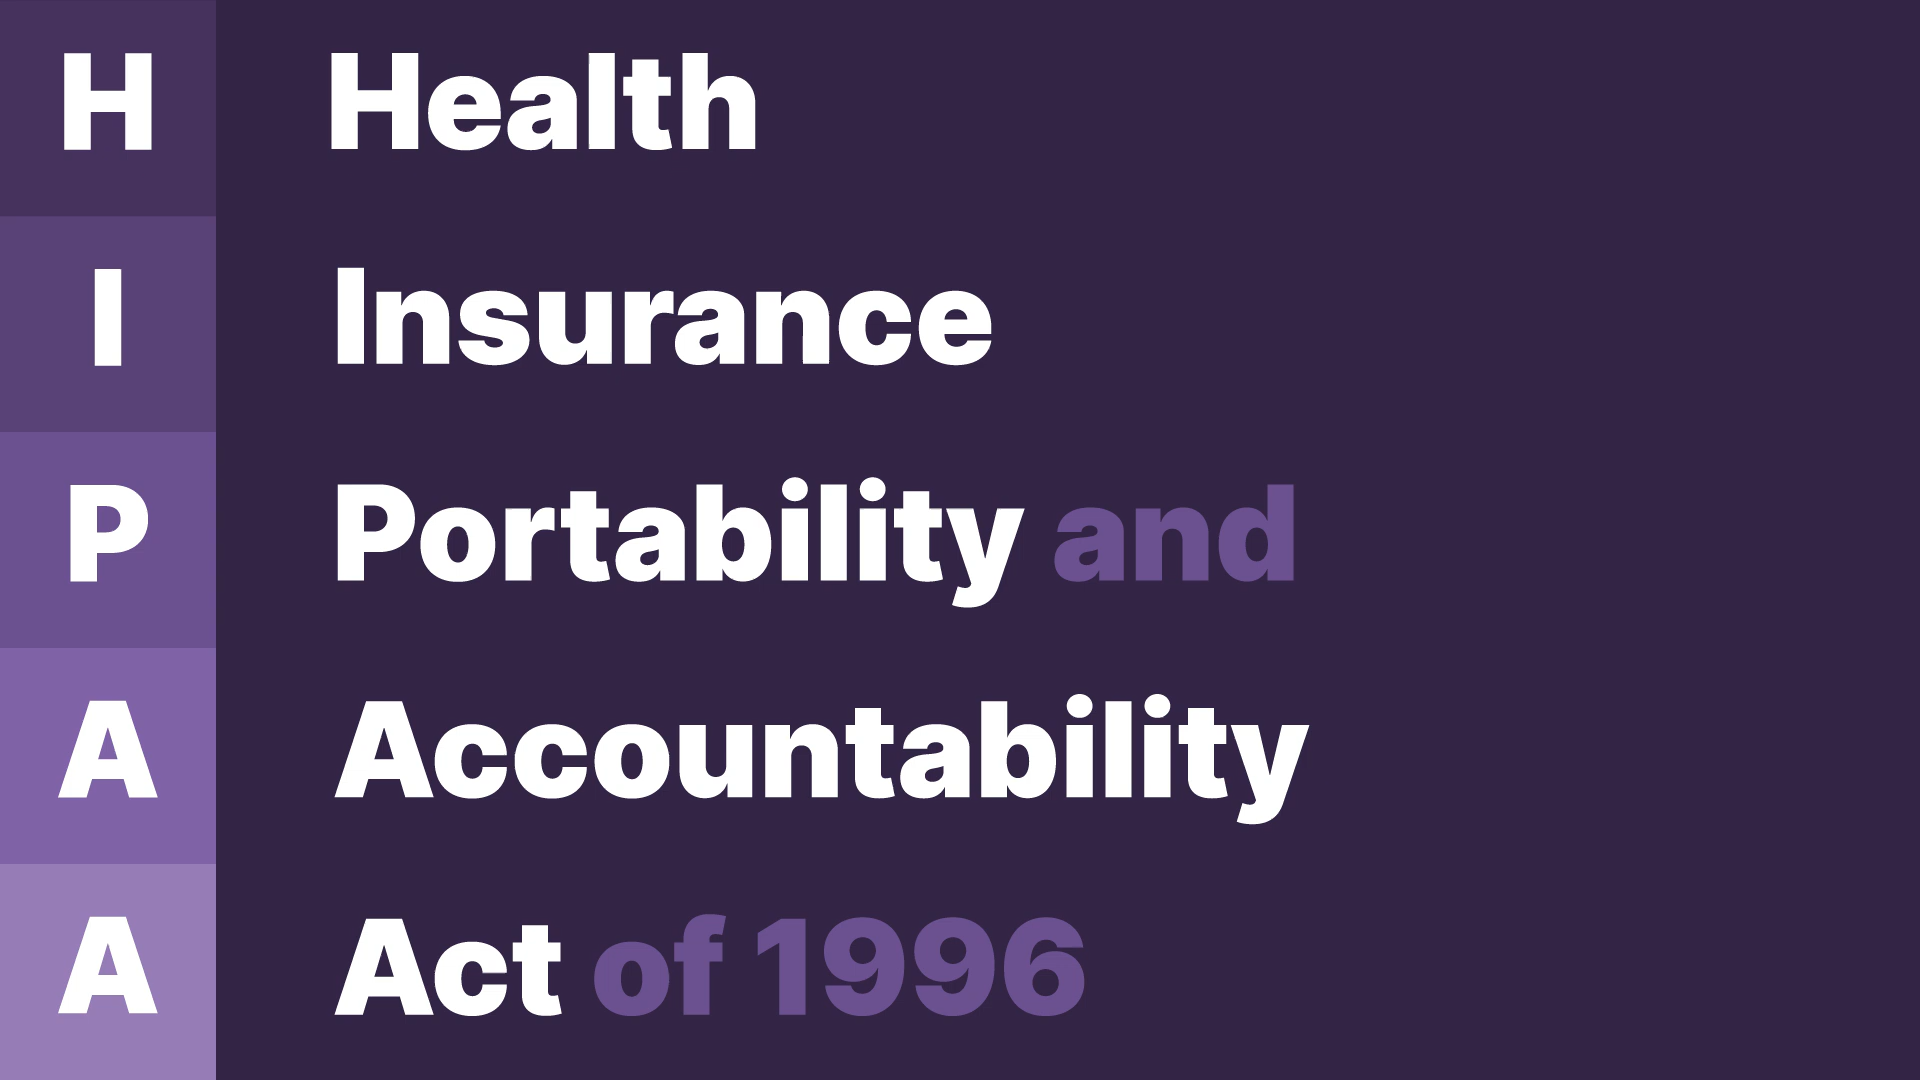 H Health
I Insurance
P Portability and
A Accountability
A Act of 1996